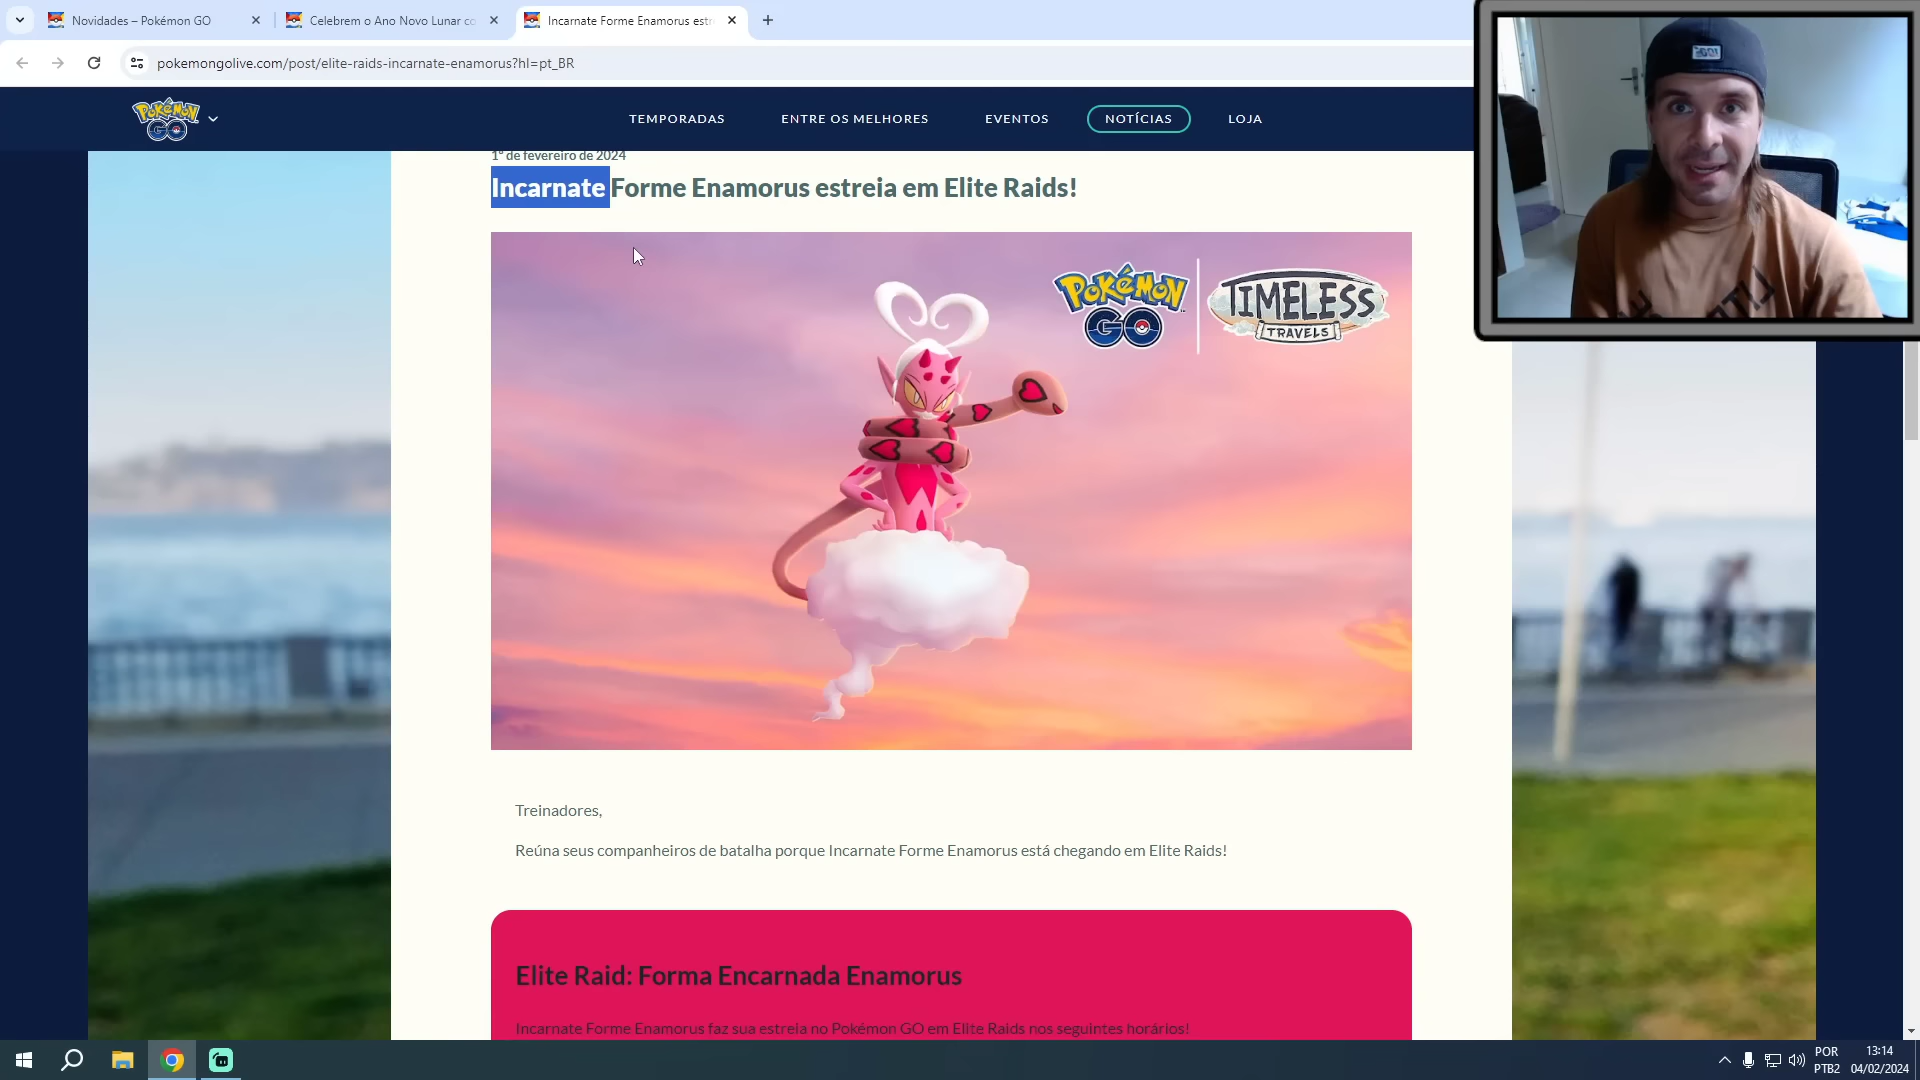 Novidades – Pokémon GO
Celebrem o Ano Novo Lunar co
Incarnate Forme Enamorus estr
pokemongolive.com/post/elite-raids-incarnate-enamorus?hl=pt_BR
Pokémon GO
TEMPORADAS
ENTRE OS MELHORES
EVENTOS
NOTÍCIAS
LOJA
1º de fevereiro de 2024
Incarnate Forme Enamorus estreia em Elite Raids!
Pokémon GO
TIMELESS
TRAVELS
Treinadores,
Reúna seus companheiros de batalha porque Incarnate Forme Enamorus está chegando em Elite Raids!
Elite Raid: Forma Encarnada Enamorus
Incarnate Forme Enamorus faz sua estreia no Pokémon GO em Elite Raids nos seguintes horários!
POR
PTB2
13:14
04/02/2024